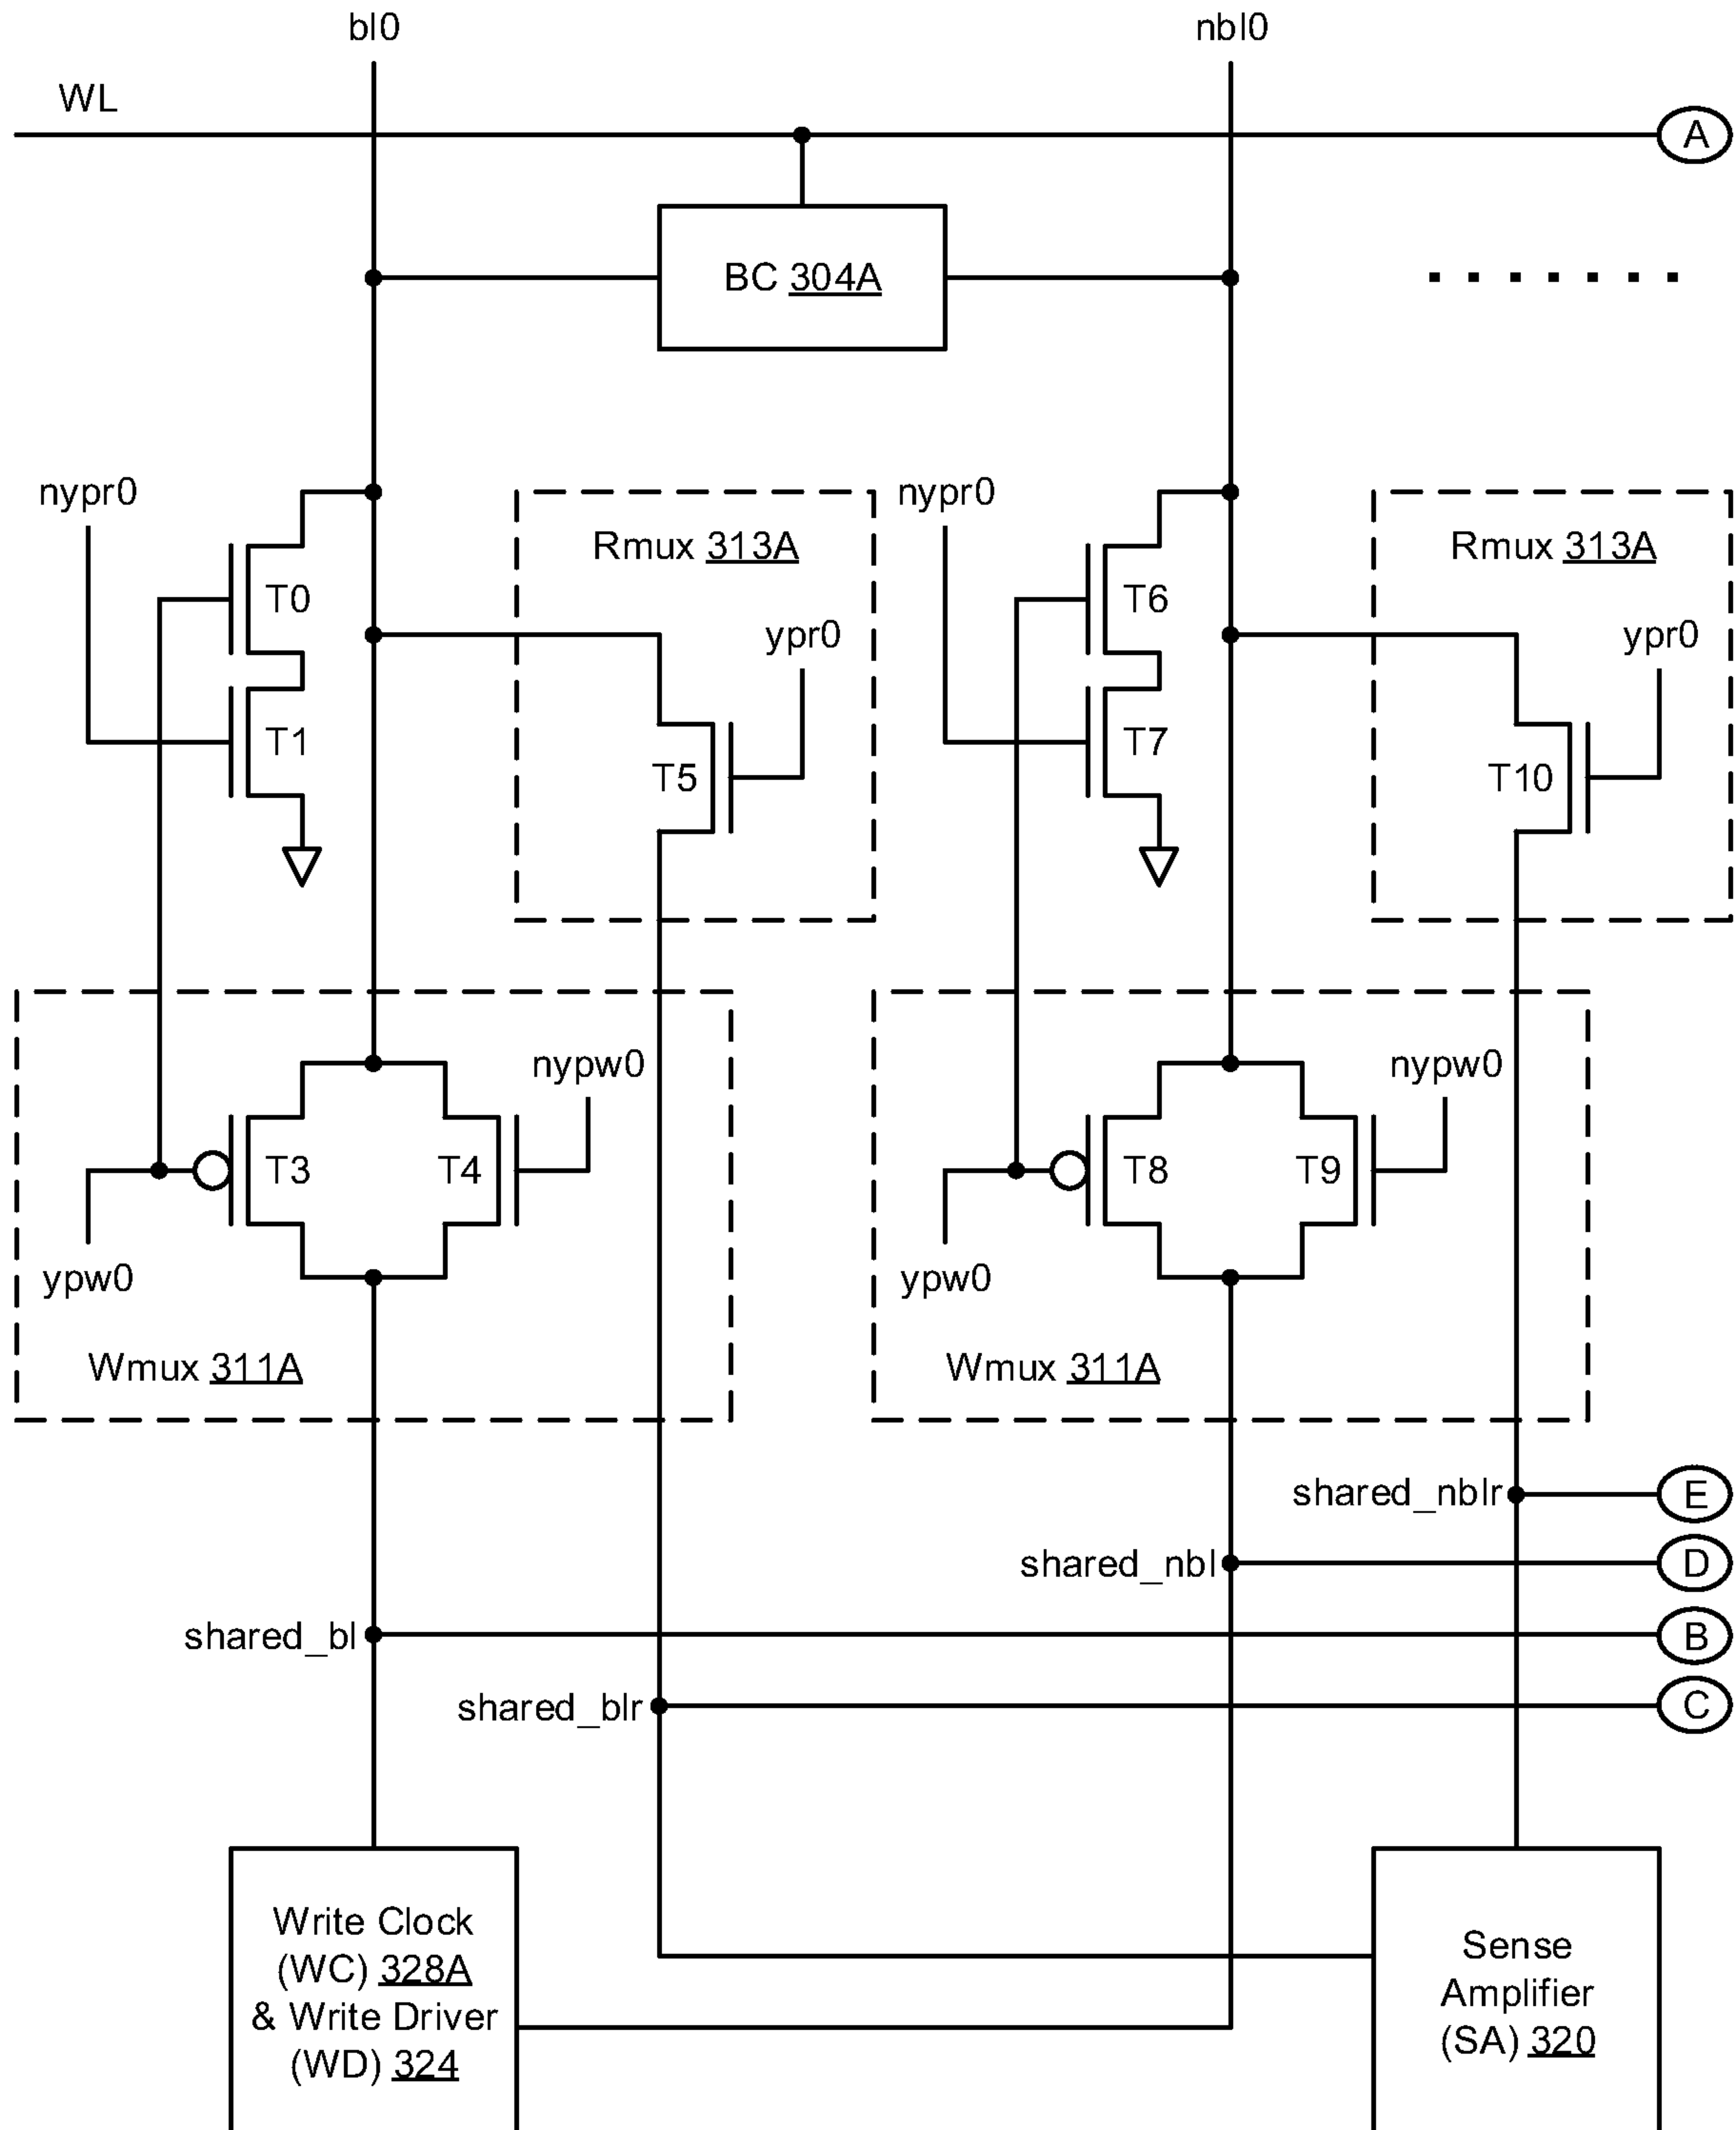 bl0
nbl0
WL
A
BC 304A
nypr0
Rmux 313A
nypr0
Rmux 313A
T0
ypr0
T6
ypr0
T1
T5
T7
T10
nypw0
nypw0
T3
T4
T8
T9
ypw0
ypw0
Wmux 311A
Wmux 311A
shared_nblr
E
shared_nbl
D
shared_bl
B
shared_blr
C
Write Clock
(WC) 328A
& Write Driver
(WD) 324
Sense
Amplifier
(SA) 320